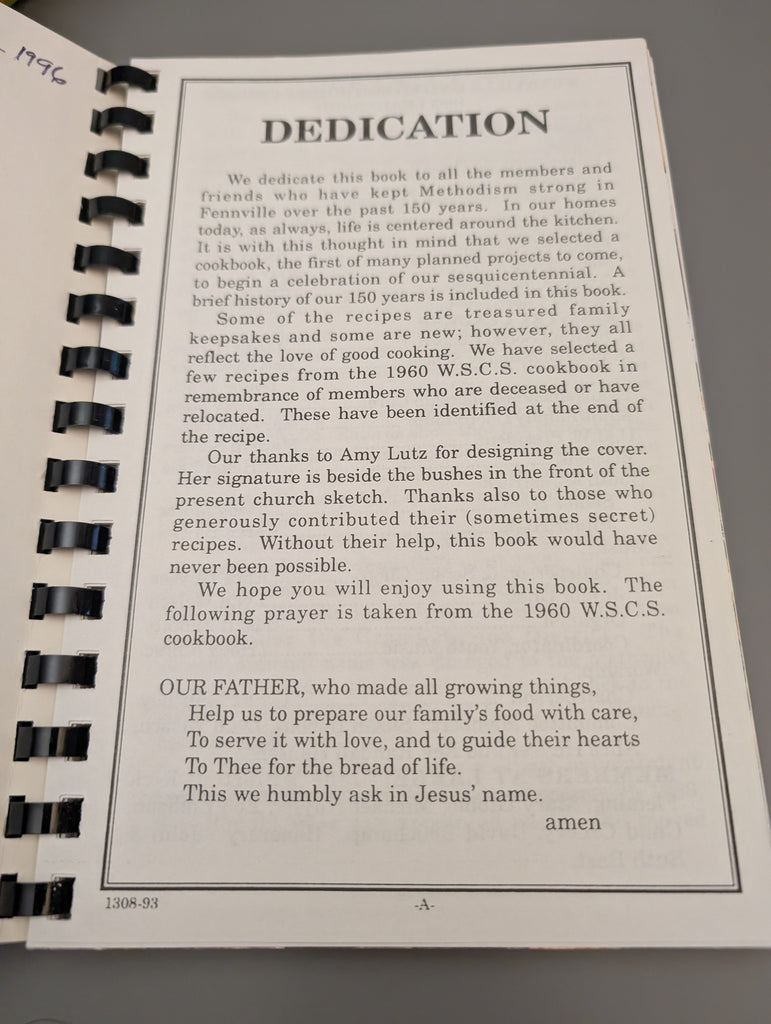 - 1996
DEDICATION
We dedicate this book to all the members and
friends who have kept Methodism strong in
Fennville over the past 150 years. In our homes
today, as always, life is centered around the kitchen.
It is with this thought in mind that we selected a
cookbook, the first of many planned projects to come,
to begin a celebration of our sesquicentennial. A
brief history of our 150 years is included in this book.
Some of the recipes are treasured family
keepsakes and some are new; however, they all
reflect the love of good cooking. We have selected a
few recipes from the 1960 W.S.C.S. cookbook in
remembrance of members who are deceased or have
relocated. These have been identified at the end of
the recipe.
Our thanks to Amy Lutz for designing the cover.
Her signature is beside the bushes in the front of the
present church sketch. Thanks also to those who
generously contributed their (sometimes secret)
recipes. Without their help, this book would have
never been possible.
We hope you will enjoy using this book. The
following prayer is taken from the 1960 W.S.C.S.
cookbook.
OUR FATHER, who made all growing things,
Help us to prepare our family's food with care,
To serve it with love, and to guide their hearts
To Thee for the bread of life.
This we humbly ask in Jesus' name.
amen
1308-93
-A-